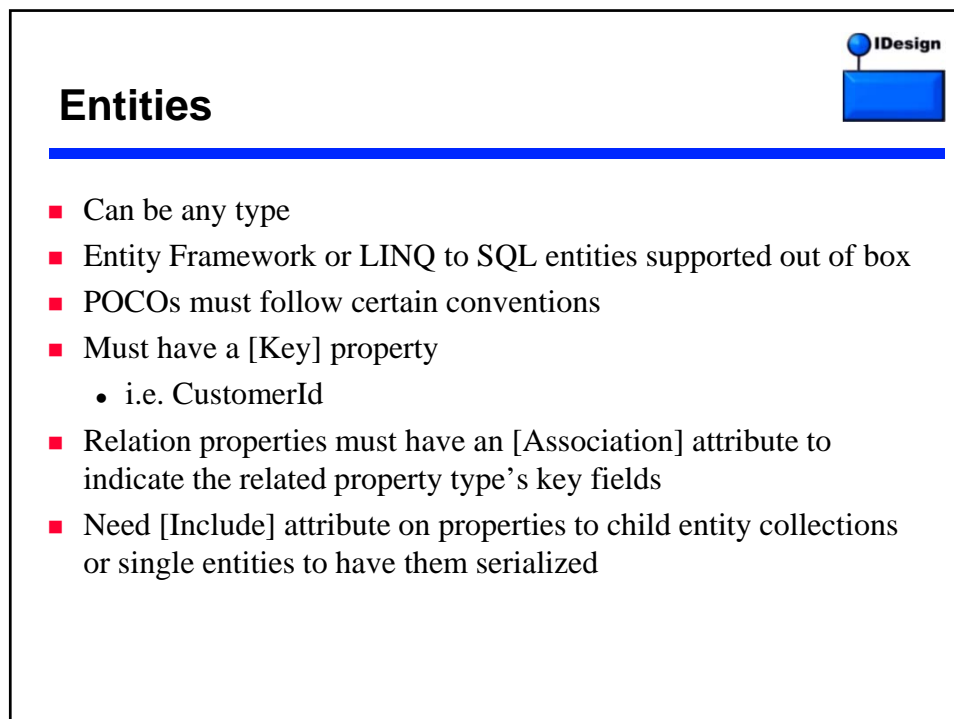 IDesign
Entities
Can be any type
Entity Framework or LINQ to SQL entities supported out of box
POCOs must follow certain conventions
Must have a [Key] property
i.e. CustomerId
Relation properties must have an [Association] attribute to
indicate the related property type's key fields
Need [Include] attribute on properties to child entity collections
or single entities to have them serialized